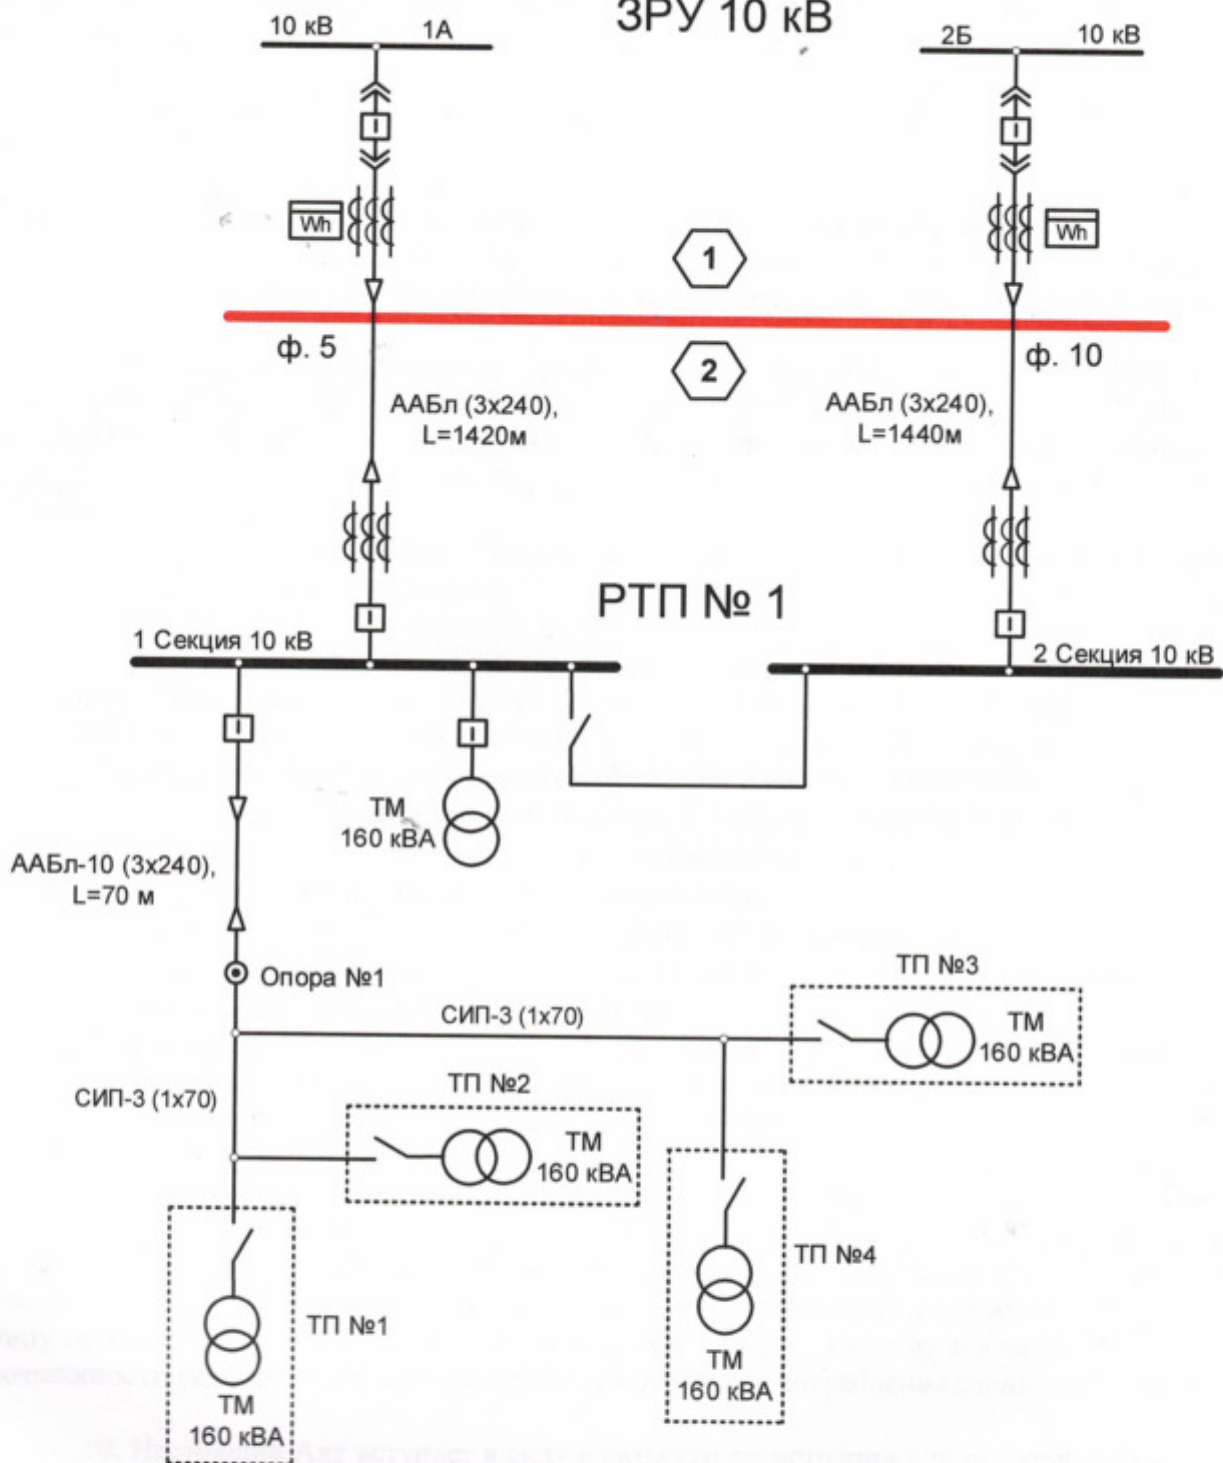 ЗРУ 10 кВ
10 кВ
1А
2Б
10 кВ
I
I
Wh
Wh
1
ф. 5
2
ф. 10
ААБл (3х240),
L=1420м
ААБл (3х240),
L=1440м
РТП № 1
I
I
1 Секция 10 кВ
2 Секция 10 кВ
I
I
ТМ
160 кВА
ААБл-10 (3х240),
L=70 м
Опора №1
ТП №3
СИП-3 (1х70)
ТМ
160 кВА
ТП №2
СИП-3 (1х70)
ТМ
160 кВА
ТП №4
ТП №1
ТМ
160 кВА
ТМ
160 кВА